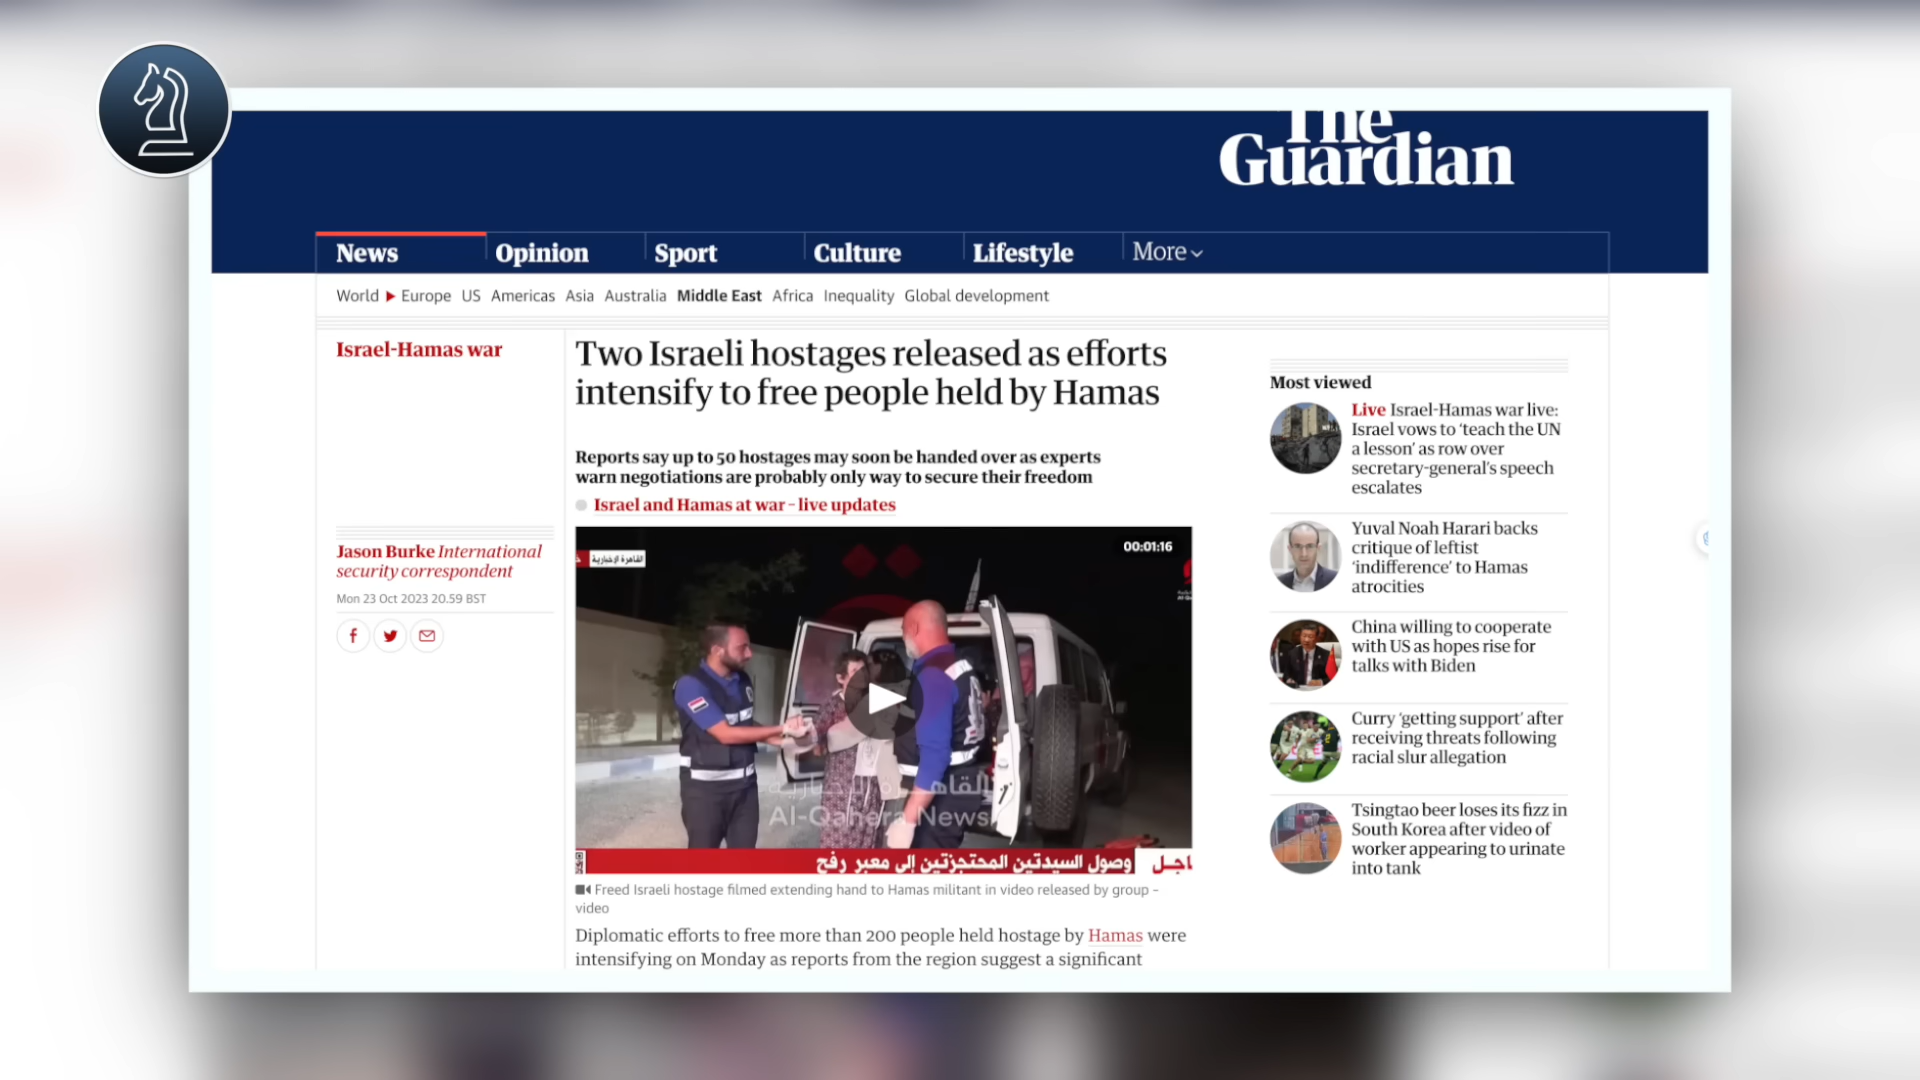 The
Guardian
News
Opinion
Sport
Culture
Lifestyle
More
World
Europe
US
Americas
Asia
Australia
Middle East
Africa
Inequality
Global development
Israel-Hamas war
Jason Burke International
security correspondent
Mon 23 Oct 2023 20.59 BST
Two Israeli hostages released as efforts
intensify to free people held by Hamas
Reports say up to 50 hostages may soon be handed over as experts
warn negotiations are probably only way to secure their freedom
Israel and Hamas at war – live updates
القاهرة الإخبارية
00:01:16
القاهرة الإخبارية
Al-Qahera News
وصول السيدتين المحتجزتين إلى معبر رفح
عاجل
Freed Israeli hostage filmed extending hand to Hamas militant in video released by group –
video
Diplomatic efforts to free more than 200 people held hostage by Hamas were
intensifying on Monday as reports from the region suggest a significant
Most viewed
Live Israel-Hamas war live:
Israel vows to ‘teach the UN
a lesson’ as row over
secretary-general’s speech
escalates
Yuval Noah Harari backs
critique of leftist
‘indifference’ to Hamas
atrocities
China willing to cooperate
with US as hopes rise for
talks with Biden
Curry ‘getting support’ after
receiving threats following
racial slur allegation
Tsingtao beer loses its fizz in
South Korea after video of
worker appearing to urinate
into tank